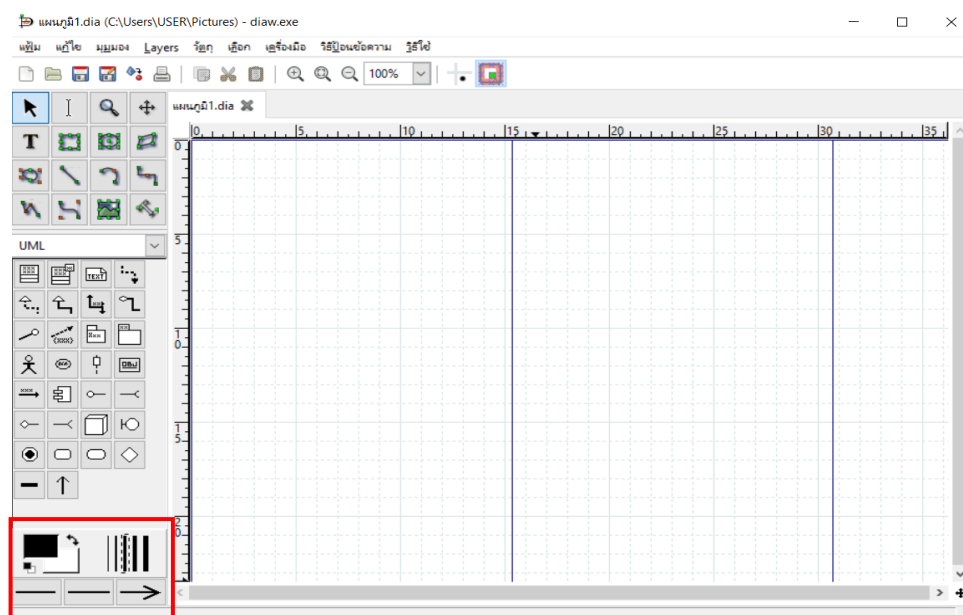 แผนภูมิ1.dia (C:\Users\USER\Pictures) - diaw.exe
แฟ้ม แก้ไข มุมมอง Layers วัตถุ เลือก เครื่องมือ วิธีป้อนข้อความ วิธีใช้
100%
แผนภูมิ1.dia
0 5 10 15 20 25 30 35
0
T
UML
5
TEXT
10
{xxx}
OBJ
15
20